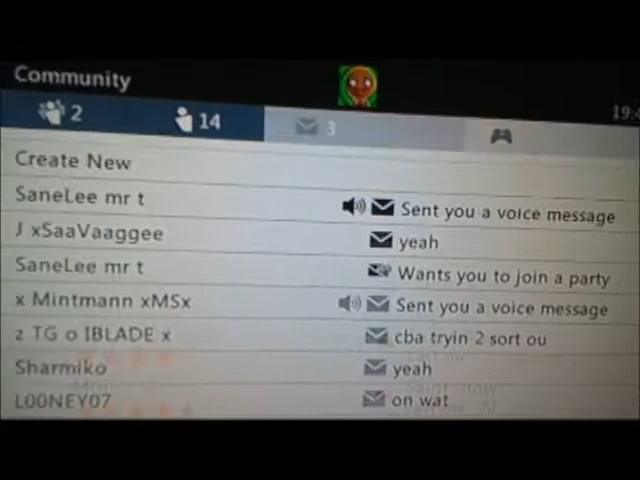 Community
19:4
2 14 3
Create New
SaneLee mr t Sent you a voice message
J xSaaVaaggee yeah
SaneLee mr t Wants you to join a party
x Mintmann xMSx Sent you a voice message
z TG o IBLADE x cba tryin 2 sort ou
Sharmiko yeah
L00NEY07 on wat